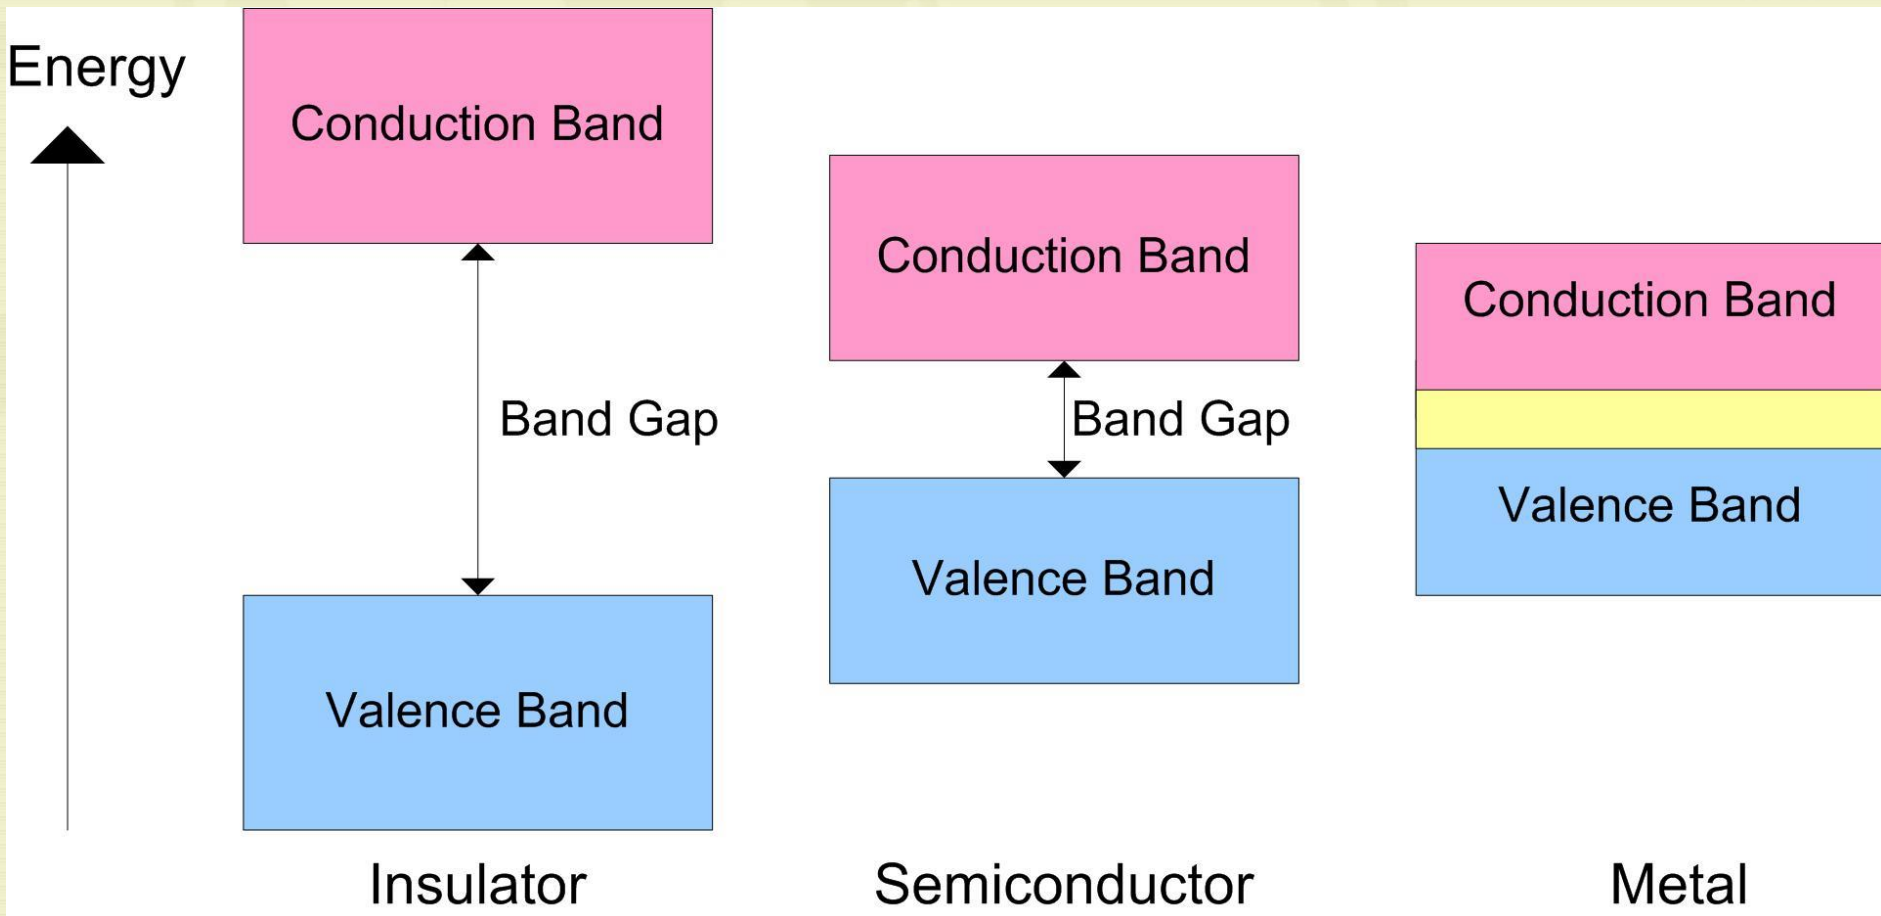 Energy
Conduction Band
Band Gap
Valence Band
Insulator
Conduction Band
Band Gap
Valence Band
Semiconductor
Conduction Band
Valence Band
Metal